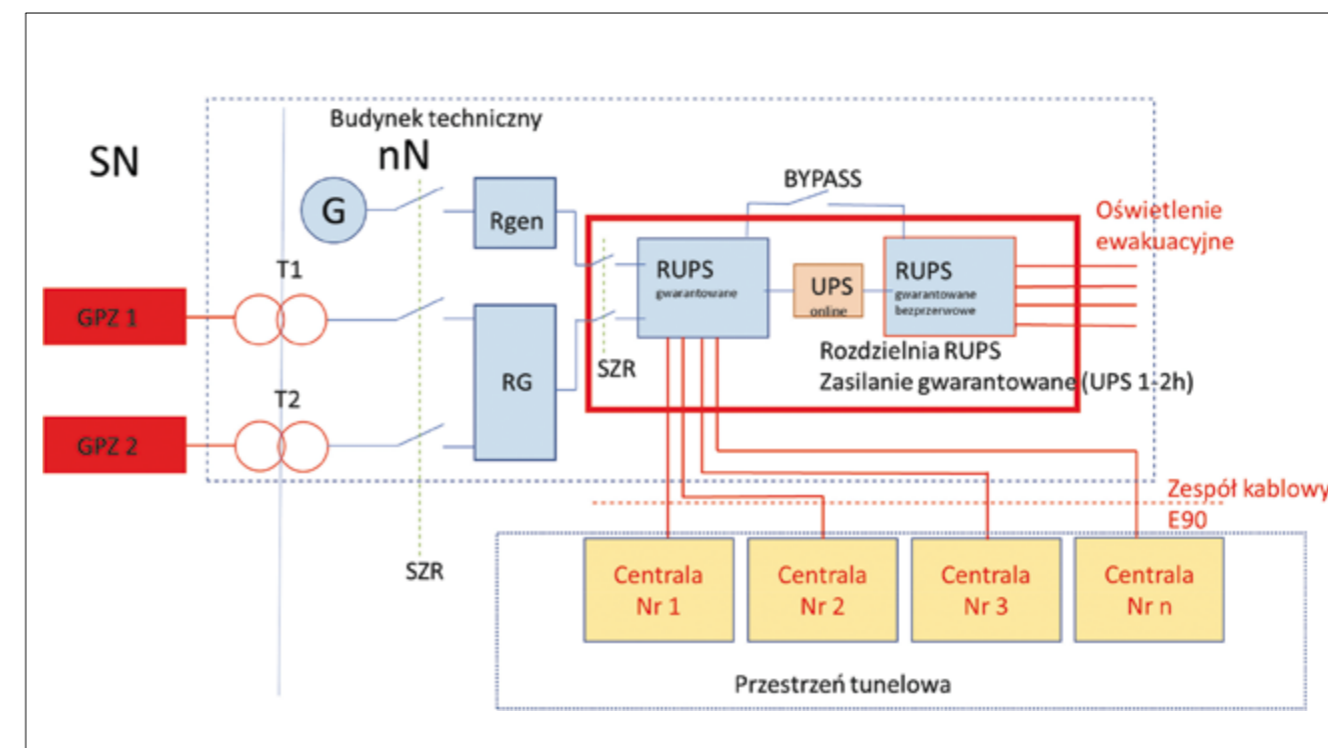 Budynek techniczny
SN
nN
BYPASS
G
Rgen
Oświetlenie
ewakuacyjne
T1
RUPS
gwarantowane
UPS
online
RUPS
gwarantowane
bezprzerwowe
GPZ 1
Rozdzielnia RUPS
Zasilanie gwarantowane (UPS 1-2h)
SZR
RG
T2
GPZ 2
Zespół kablowy
E90
SZR
Centrala
Nr 1
Centrala
Nr 2
Centrala
Nr 3
Centrala
Nr n
Przestrzeń tunelowa